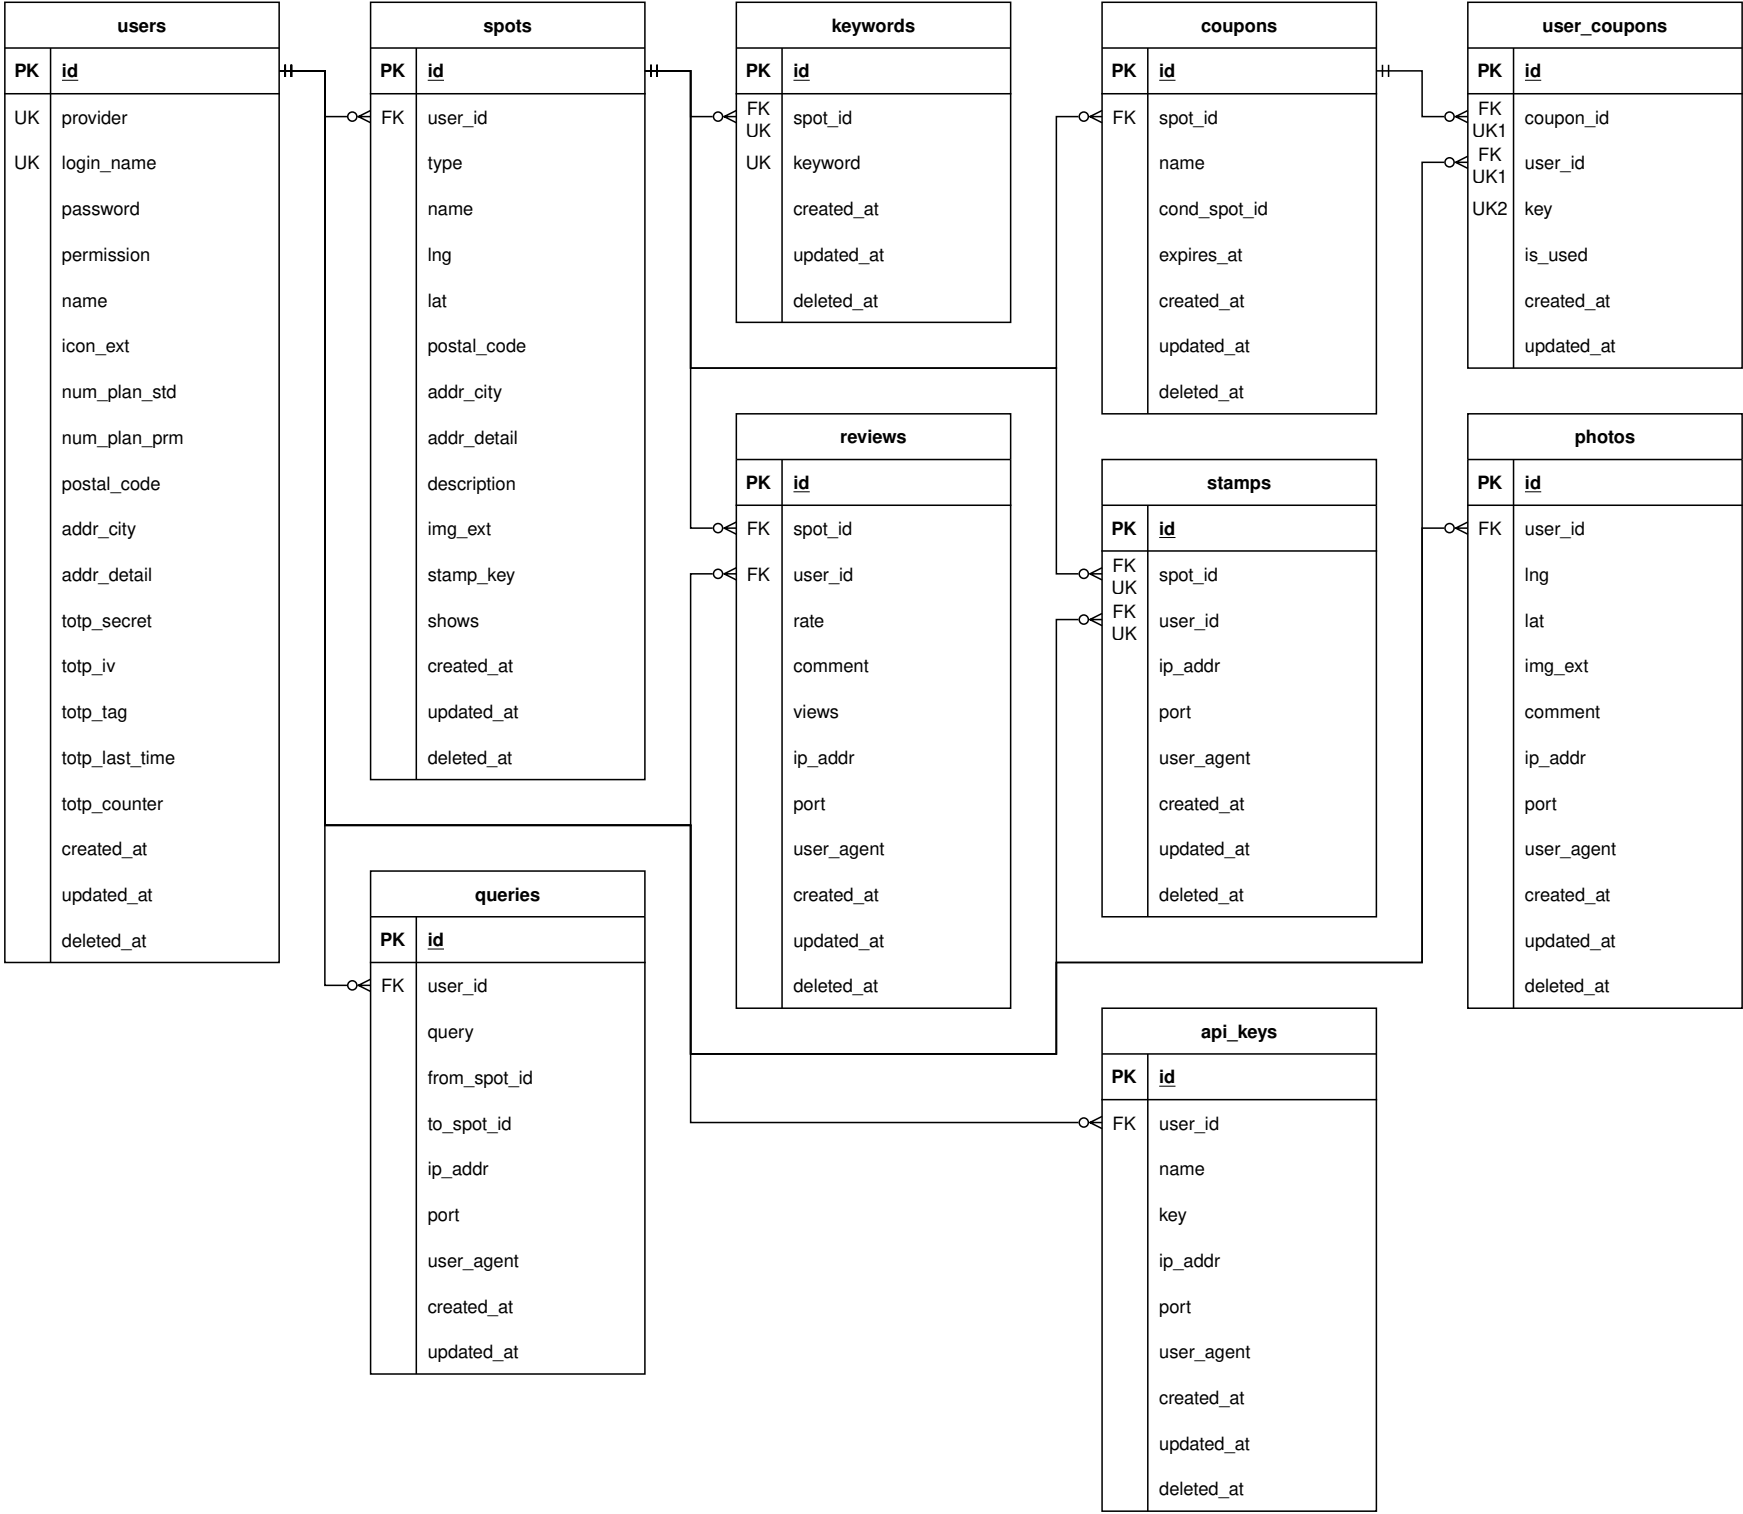 users
PK id
UK provider
UK login_name
password
permission
name
icon_ext
num_plan_std
num_plan_prm
postal_code
addr_city
addr_detail
totp_secret
totp_iv
totp_tag
totp_last_time
totp_counter
created_at
updated_at
deleted_at
spots
PK id
FK user_id
type
name
lng
lat
postal_code
addr_city
addr_detail
description
img_ext
stamp_key
shows
created_at
updated_at
deleted_at
queries
PK id
FK user_id
query
from_spot_id
to_spot_id
ip_addr
port
user_agent
created_at
updated_at
keywords
PK id
FK
UK
spot_id
UK keyword
created_at
updated_at
deleted_at
reviews
PK id
FK spot_id
FK user_id
rate
comment
views
ip_addr
port
user_agent
created_at
updated_at
deleted_at
coupons
PK id
FK spot_id
name
cond_spot_id
expires_at
created_at
updated_at
deleted_at
stamps
PK id
FK
UK
spot_id
FK
UK
user_id
ip_addr
port
user_agent
created_at
updated_at
deleted_at
api_keys
PK id
FK user_id
name
key
ip_addr
port
user_agent
created_at
updated_at
deleted_at
user_coupons
PK id
FK
UK1
coupon_id
FK
UK1
user_id
UK2 key
is_used
created_at
updated_at
photos
PK id
FK user_id
lng
lat
img_ext
comment
ip_addr
port
user_agent
created_at
updated_at
deleted_at